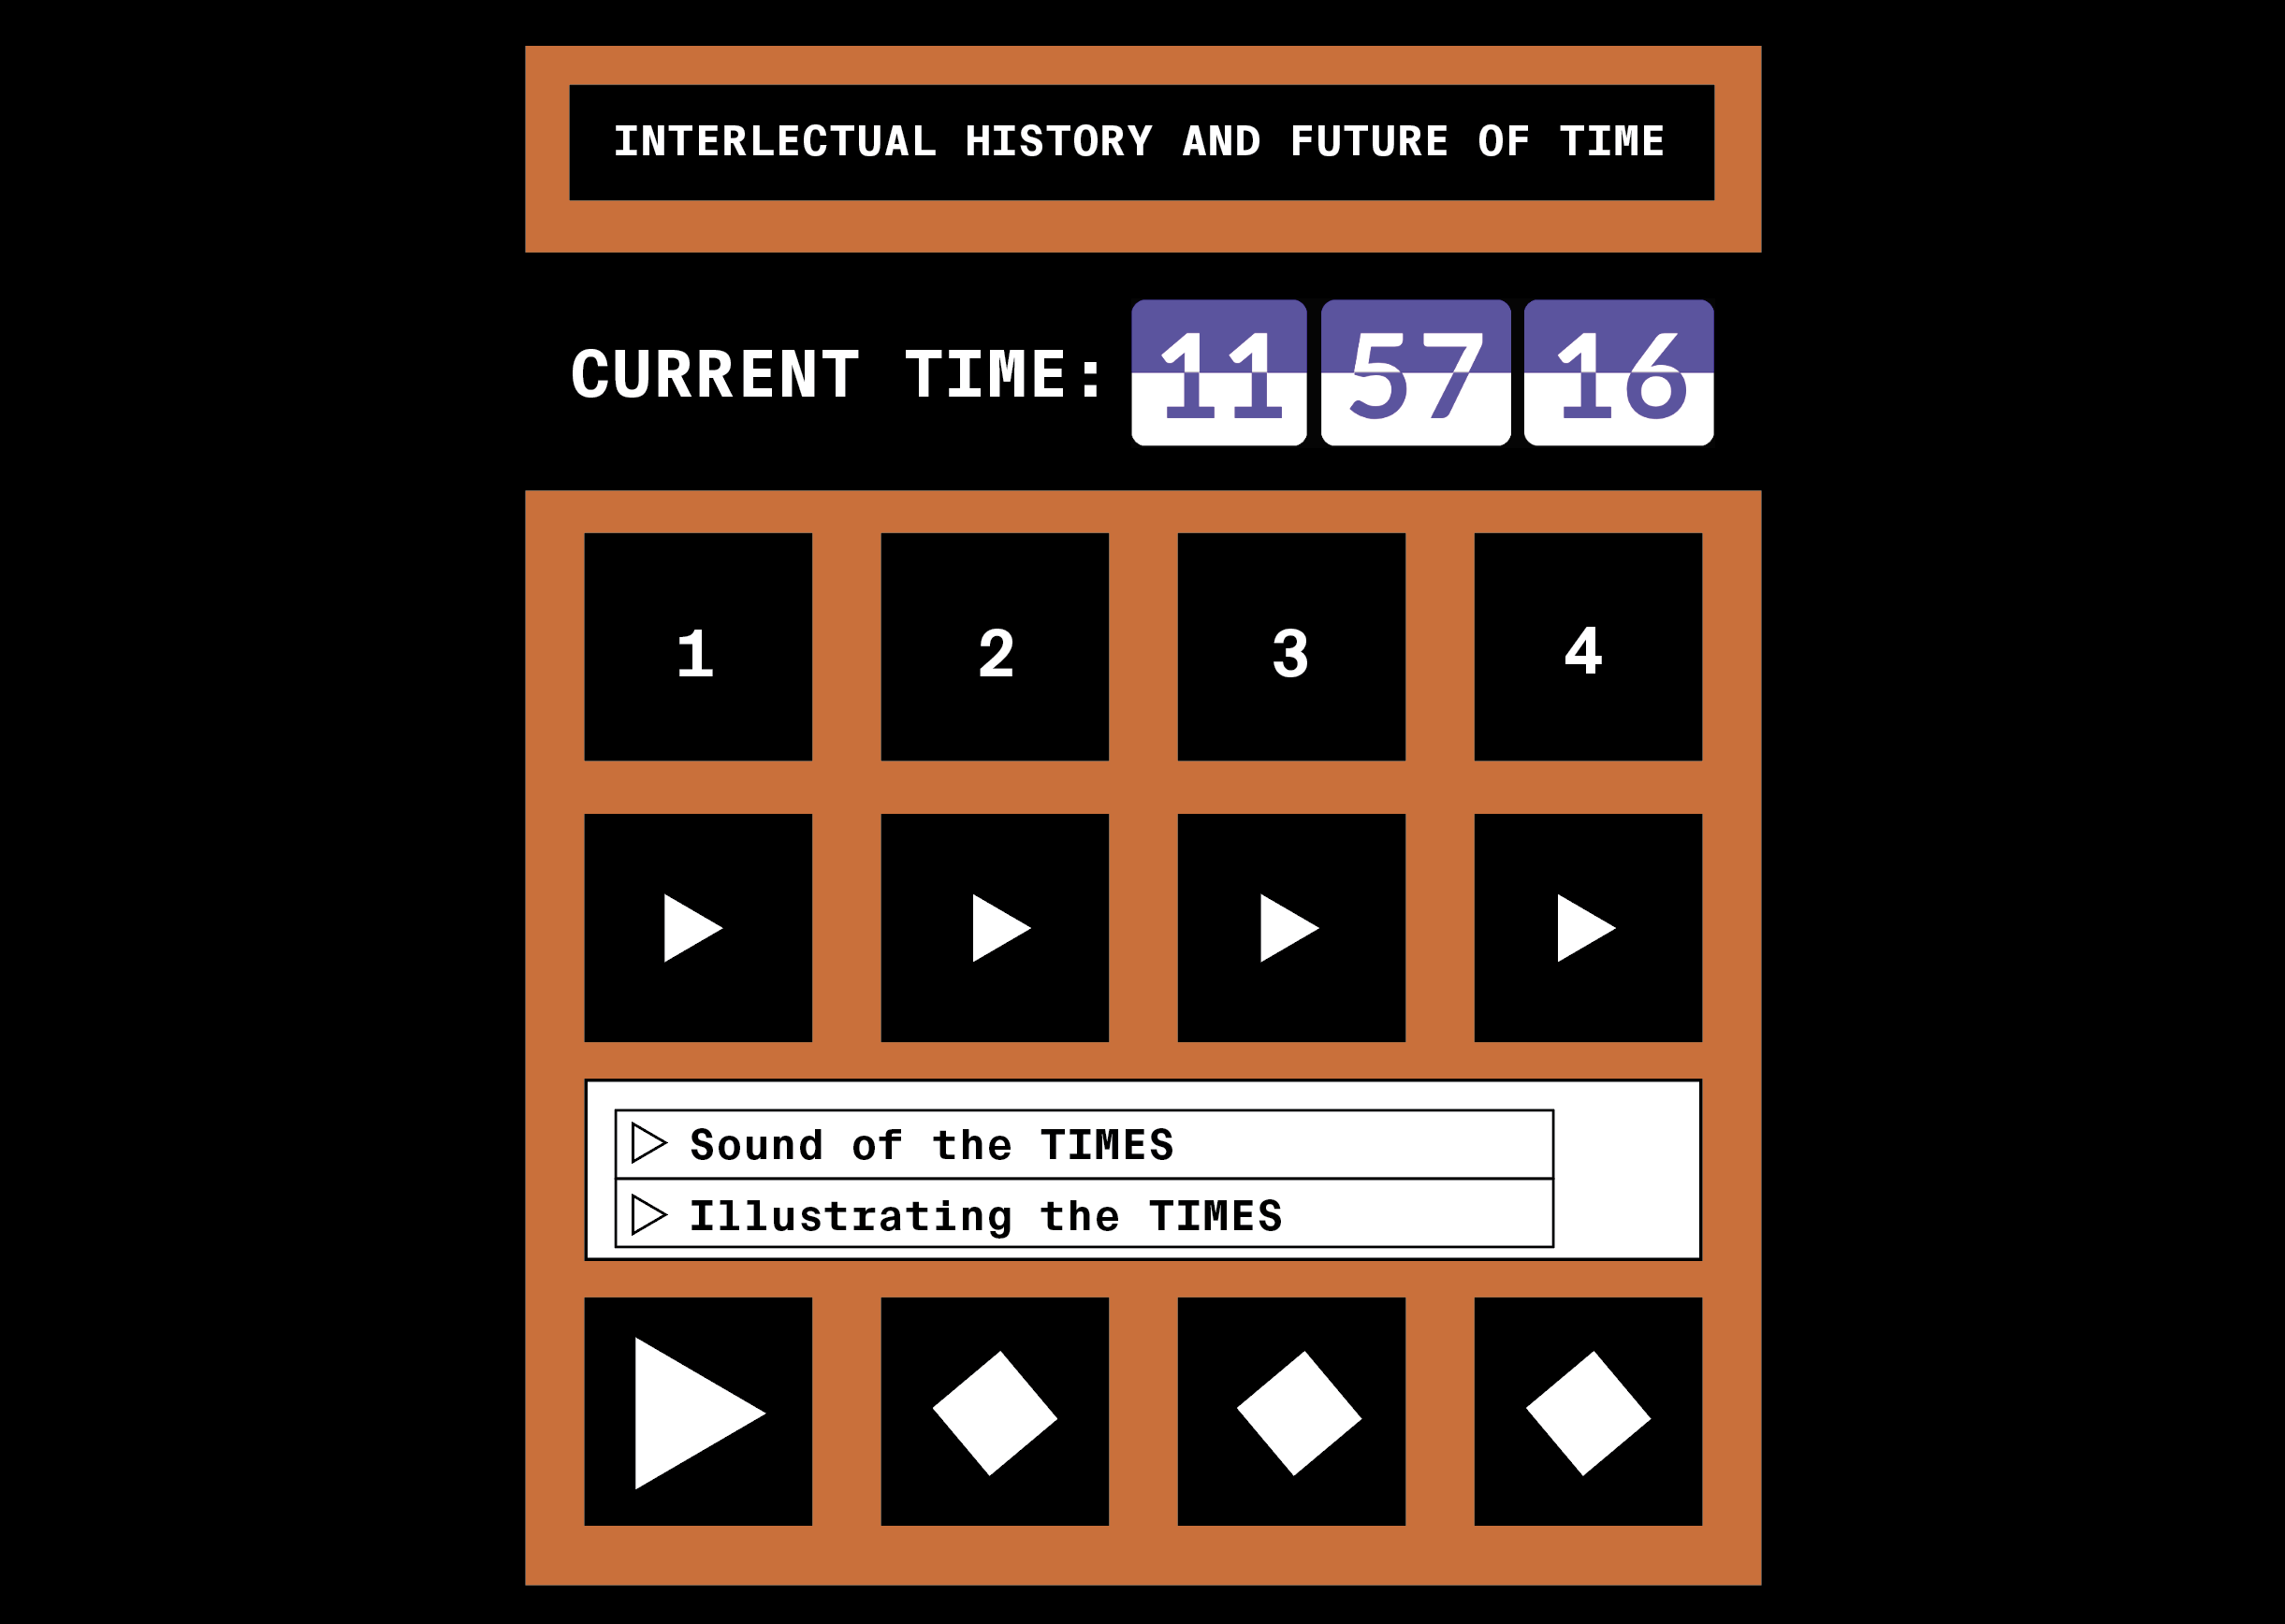 INTERLECTUAL HISTORY AND FUTURE OF TIME
CURRENT TIME: 11 57 16
1 2 3 4
Sound of the TIMES
Illustrating the TIMES